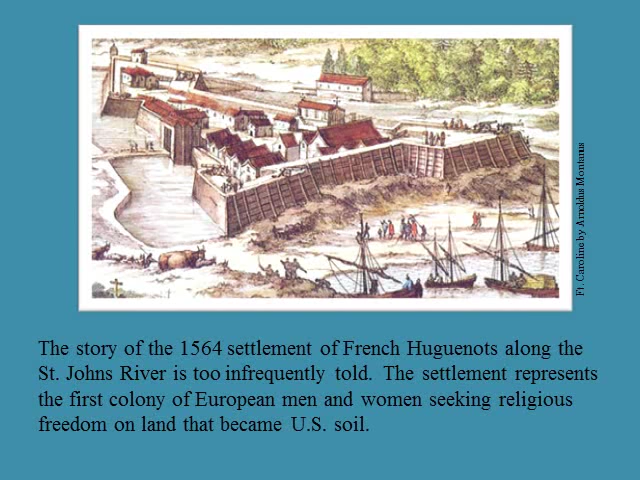 Ft. Caroline by Arnoldus Montanus
The story of the 1564 settlement of French Huguenots along the
St. Johns River is too infrequently told. The settlement represents
the first colony of European men and women seeking religious
freedom on land that became U.S. soil.